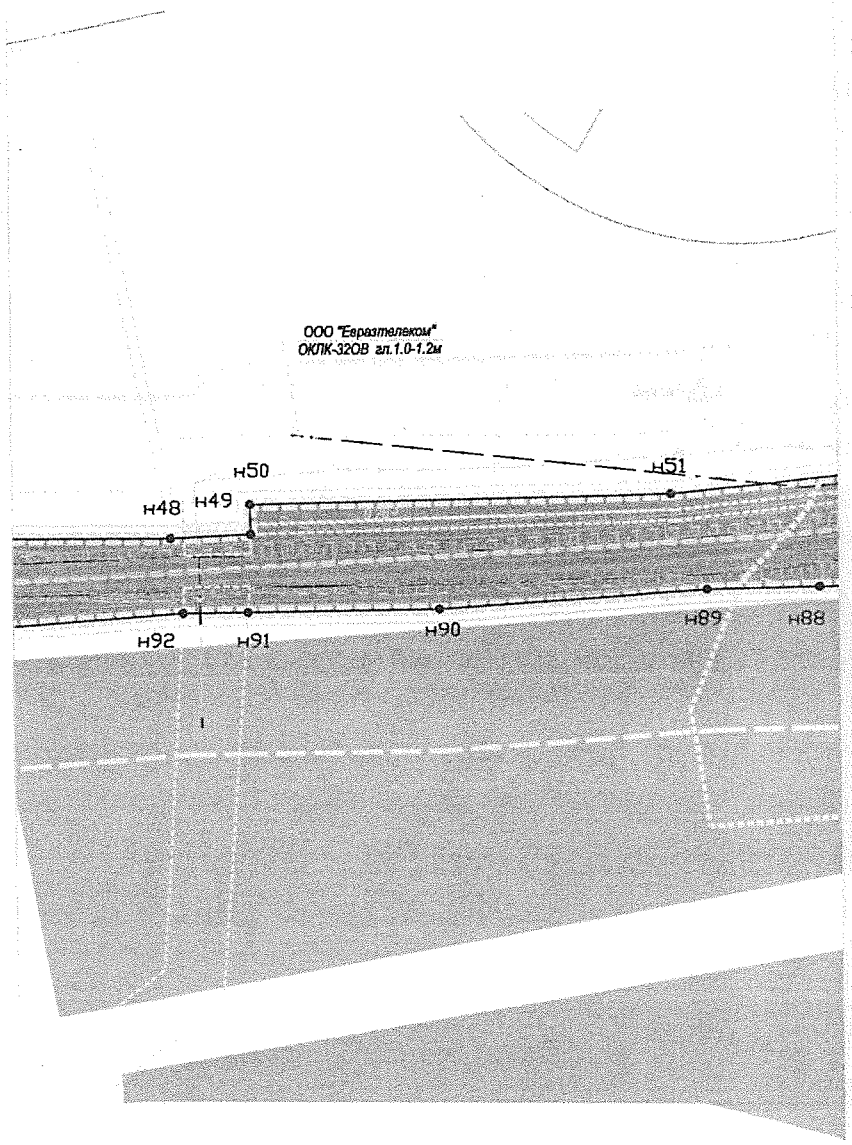 ООО "Евразтелеком"
ОКЛК-32ОВ гл.1.0-1.2м
н50
н51
н48
н49
н92
н91
н90
н89
н88